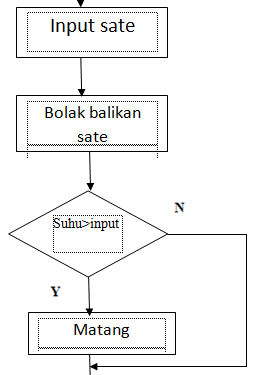 Input sate
Bolak balikan
sate
Suhu>input
N
Y
Matang